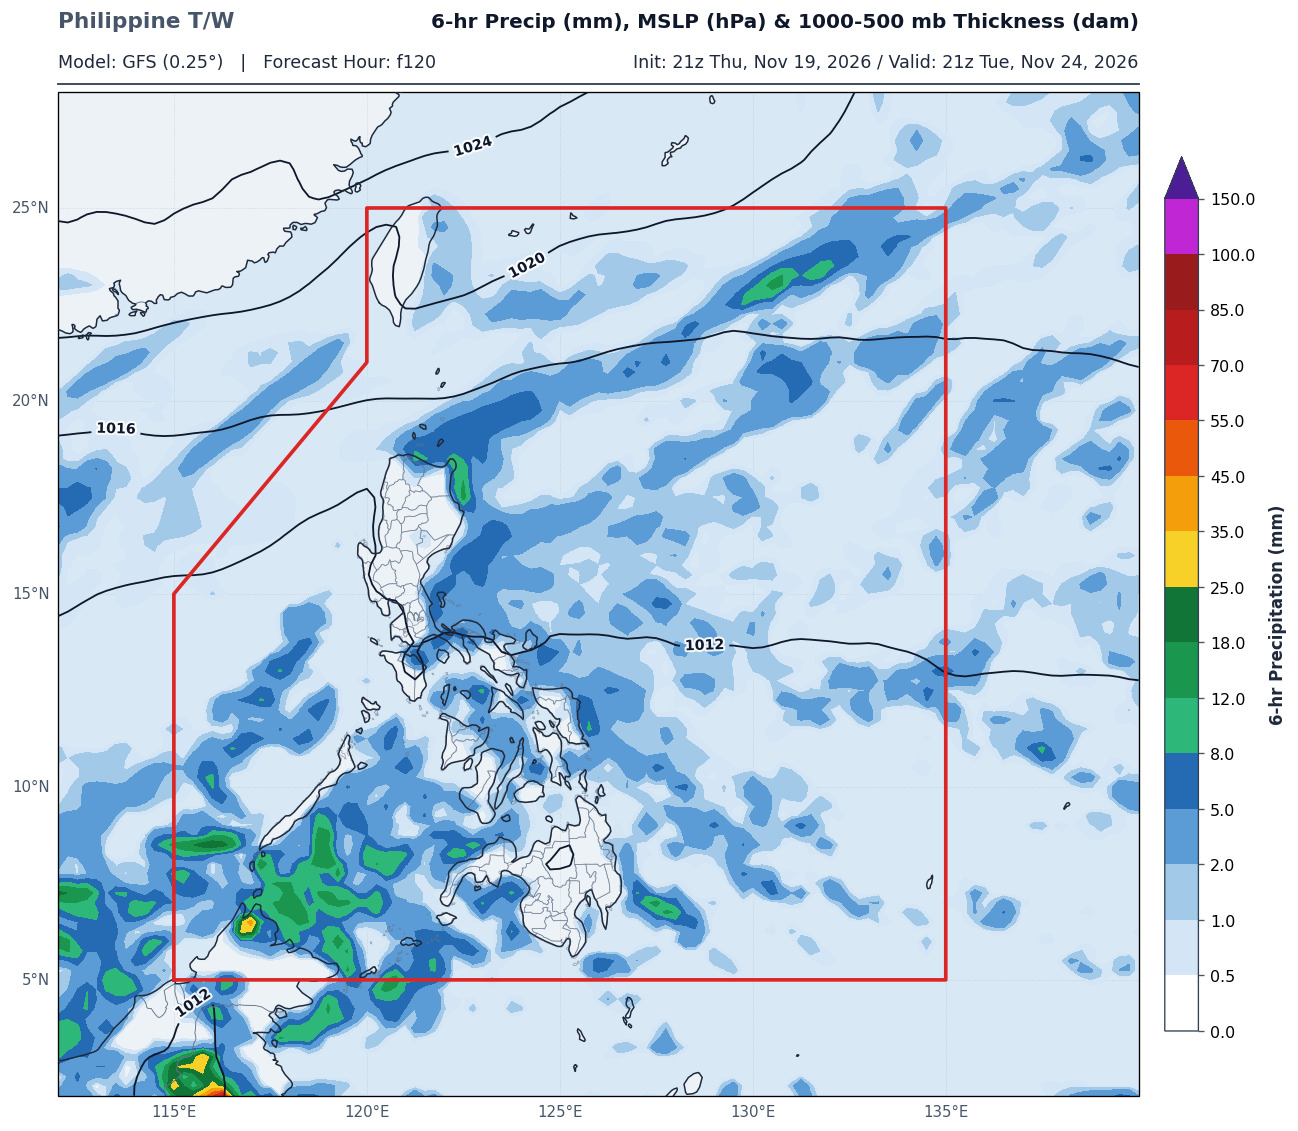 Philippine T/W
6-hr Precip (mm), MSLP (hPa) & 1000-500 mb Thickness (dam)
Model: GFS (0.25°) | Forecast Hour: f120
Init: 21z Thu, Nov 19, 2026 / Valid: 21z Tue, Nov 24, 2026
1024
1020
1016
1012
1012
25°N
20°N
15°N
10°N
5°N
115°E
120°E
125°E
130°E
135°E
150.0
100.0
85.0
70.0
55.0
45.0
35.0
25.0
18.0
12.0
8.0
5.0
2.0
1.0
0.5
0.0
6-hr Precipitation (mm)